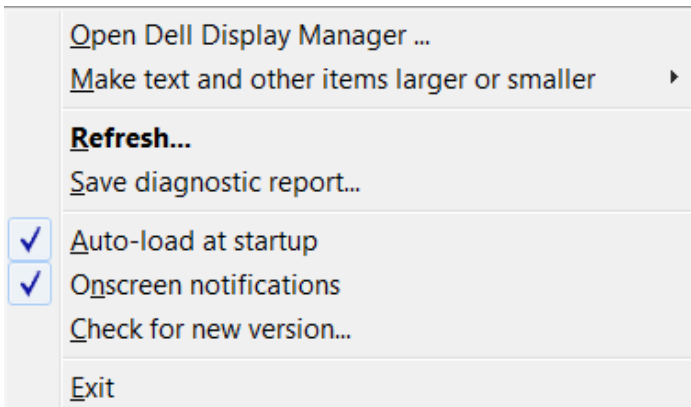 Open Dell Display Manager ...
Make text and other items larger or smaller
Refresh...
Save diagnostic report...
Auto-load at startup
Onscreen notifications
Check for new version...
Exit